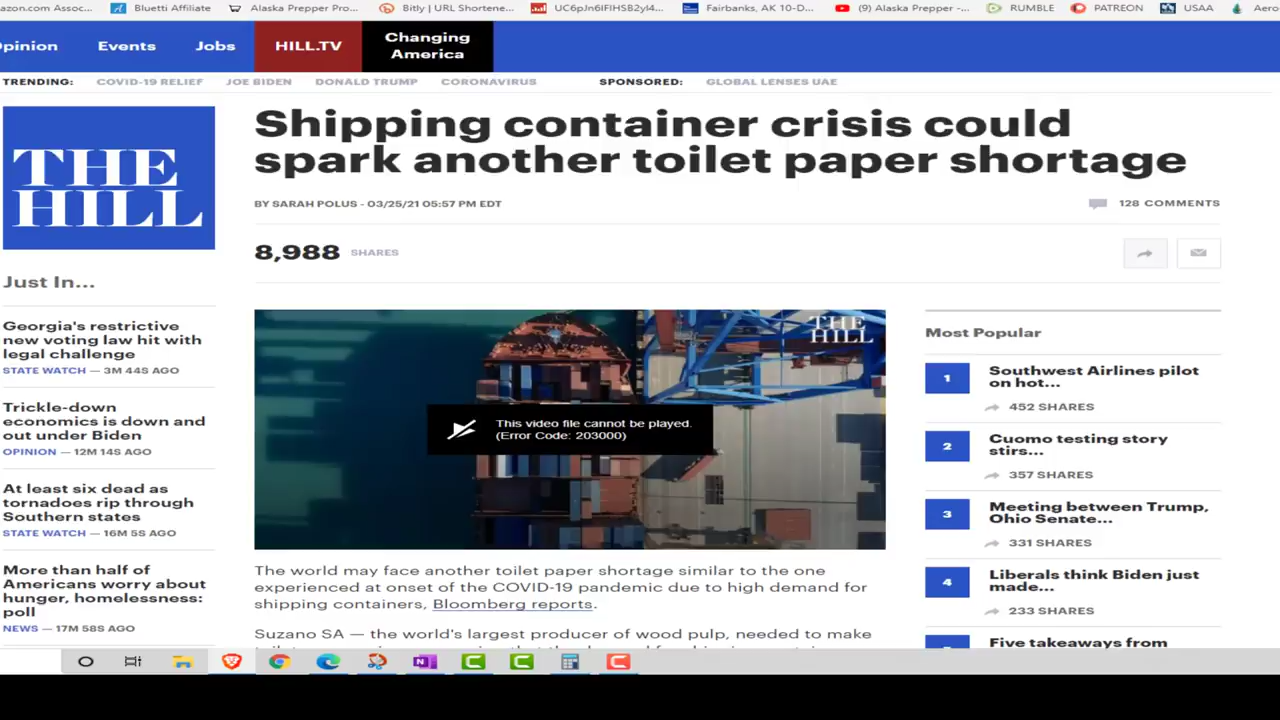 azon.com Assoc...
Bluetti Affiliate
Alaska Prepper Pro...
Bitly | URL Shortene...
UC6pJn6IFIHSB2yl4...
Fairbanks, AK 10-D...
(9) Alaska Prepper -...
RUMBLE
PATREON
USAA
Aero
pinion
Events
Jobs
HILL.TV
Changing
America
TRENDING: COVID-19 RELIEF JOE BIDEN DONALD TRUMP CORONAVIRUS SPONSORED: GLOBAL LENSES UAE
THE
HILL
Shipping container crisis could
spark another toilet paper shortage
BY SARAH POLUS - 03/25/21 05:57 PM EDT
128 COMMENTS
8,988 SHARES
Just In...
Georgia's restrictive
new voting law hit with
legal challenge
STATE WATCH — 3M 44S AGO
Trickle-down
economics is down and
out under Biden
OPINION — 12M 14S AGO
At least six dead as
tornadoes rip through
Southern states
STATE WATCH — 16M 5S AGO
More than half of
Americans worry about
hunger, homelessness:
poll
NEWS — 17M 58S AGO
THE
HILL
This video file cannot be played.
(Error Code: 203000)
The world may face another toilet paper shortage similar to the one
experienced at onset of the COVID-19 pandemic due to high demand for
shipping containers, Bloomberg reports.
Suzano SA — the world's largest producer of wood pulp, needed to make
Most Popular
1
Southwest Airlines pilot
on hot...
452 SHARES
2
Cuomo testing story
stirs...
357 SHARES
3
Meeting between Trump,
Ohio Senate...
331 SHARES
4
Liberals think Biden just
made...
233 SHARES
Five takeaways from